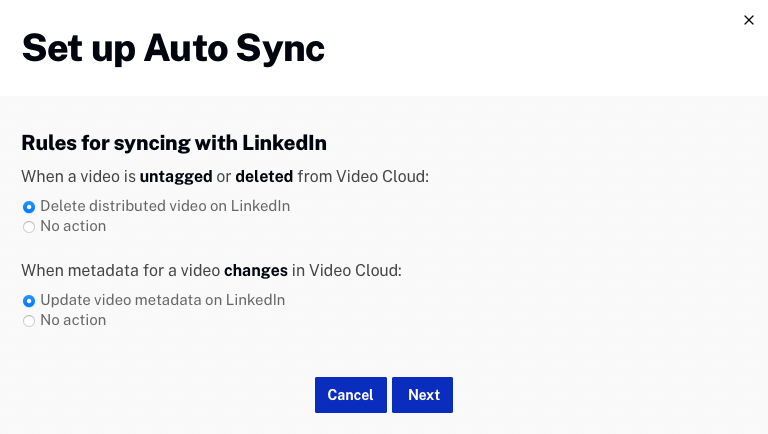 Set up Auto Sync
Rules for syncing with LinkedIn
When a video is untagged or deleted from Video Cloud:
Delete distributed video on LinkedIn
No action
When metadata for a video changes in Video Cloud:
Update video metadata on LinkedIn
No action
Cancel Next